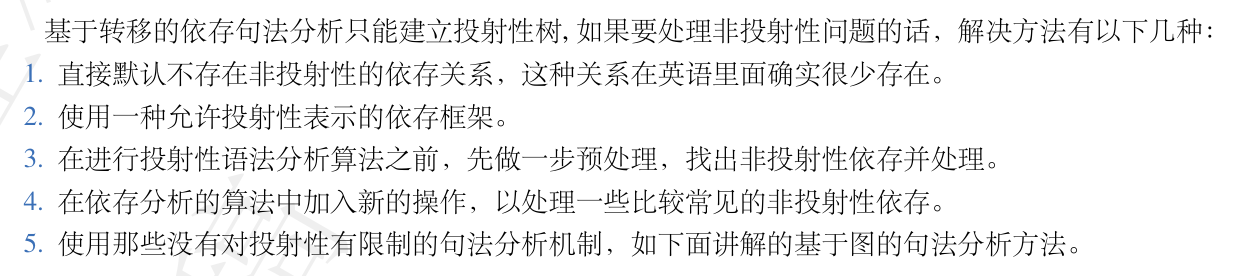 基于转移的依存句法分析只能建立投射性树, 如果要处理非投射性问题的话，解决方法有以下几种：
1. 直接默认不存在非投射性的依存关系，这种关系在英语里面确实很少存在。
2. 使用一种允许投射性表示的依存框架。
3. 在进行投射性语法分析算法之前，先做一步预处理，找出非投射性依存并处理。
4. 在依存分析的算法中加入新的操作，以处理一些比较常见的非投射性依存。
5. 使用那些没有对投射性有限制的句法分析机制，如下面讲解的基于图的句法分析方法。